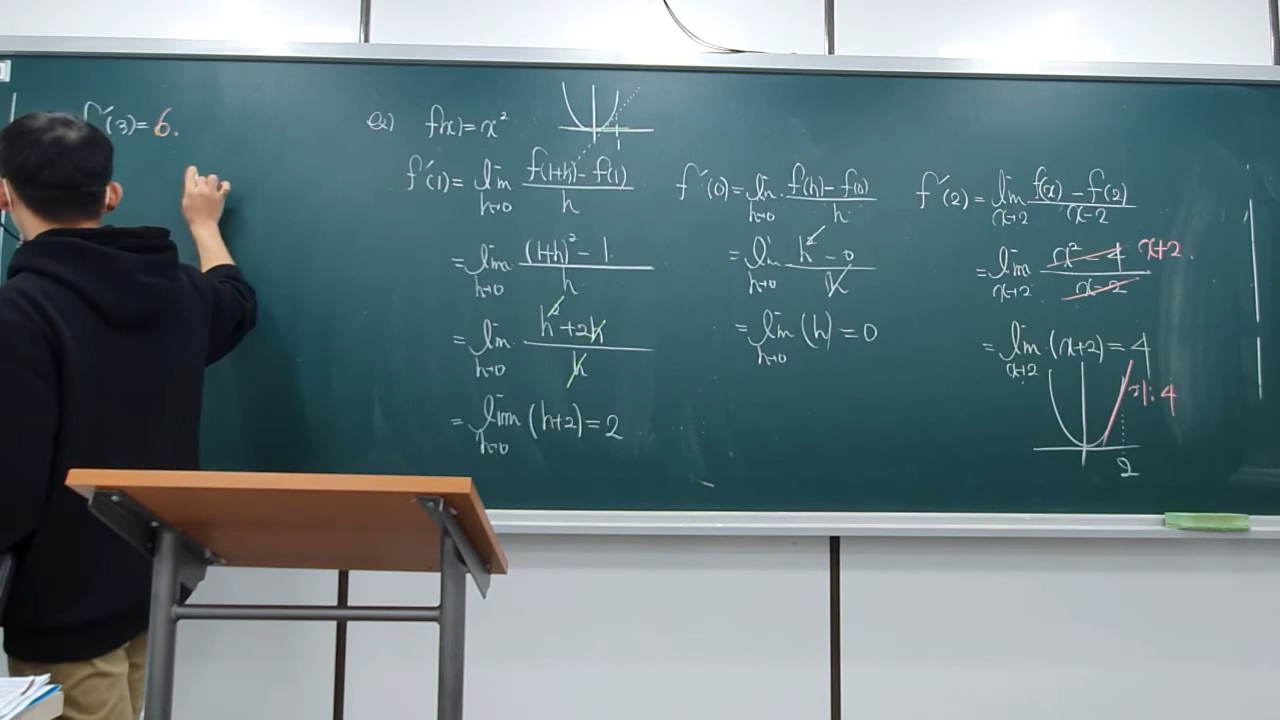 f'(3)=6.
ex) f(x)=x²
f'(1)= lim h→0 f(1+h)-f(1) / h
= lim h→0 (1+h)²-1 / h
= lim h→0 h²+2h / h
= lim h→0 (h+2)=2
f'(0)= lim h→0 f(h)-f(0) / h
= lim h→0 h²-0 / h
= lim h→0 (h)=0
f'(2)= lim x→2 f(x)-f(2) / x-2
= lim x→2 x²-4 / x-2 x+2.
= lim x→2 (x+2)=4
기:4
2